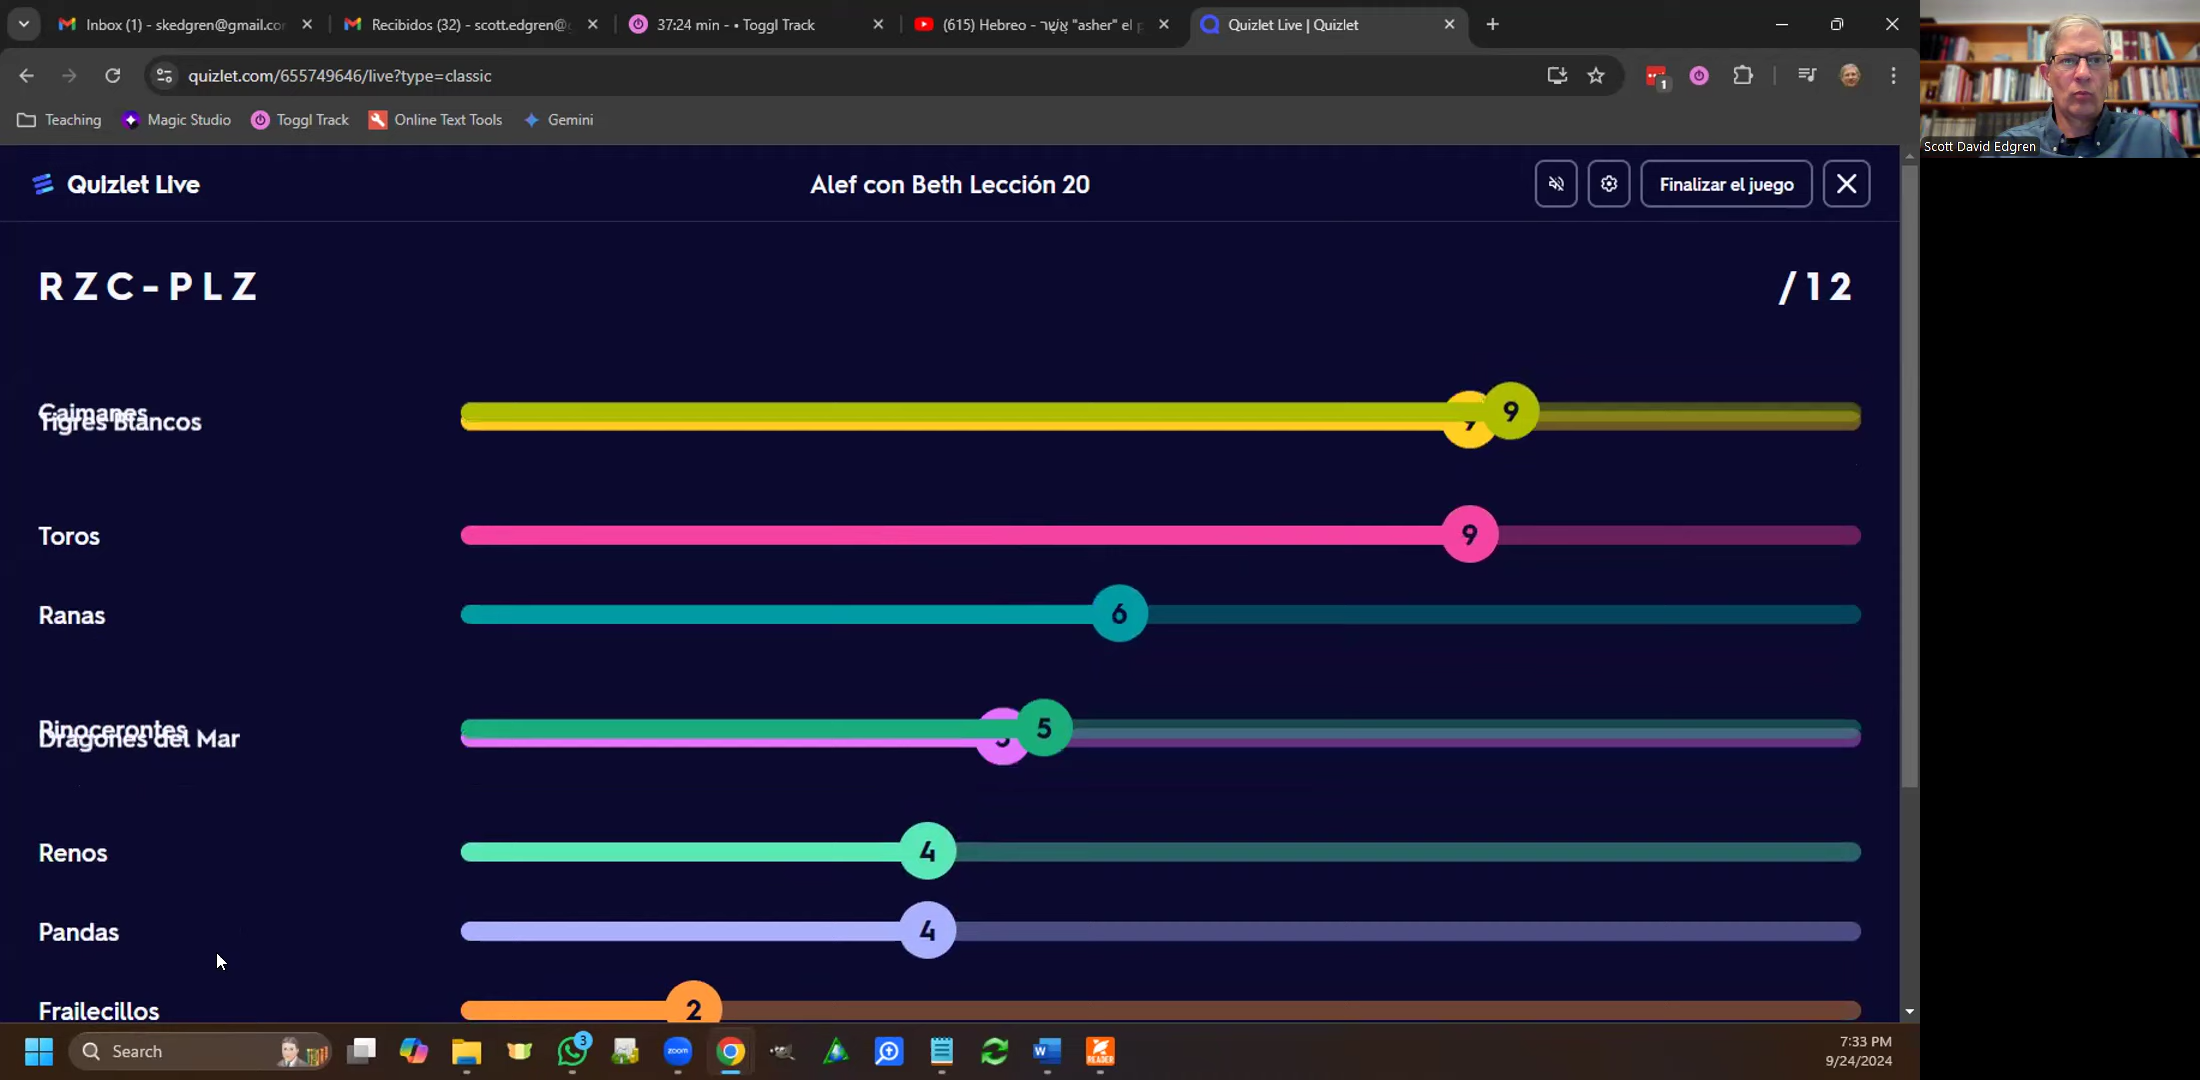 Inbox (1) - skedgren@gmail.co
Recibidos (32) - scott.edgren@
37:24 min - • Toggl Track
(615) Hebreo - אֲשֶׁר "asher" el p
Quizlet Live | Quizlet
quizlet.com/655749646/live?type=classic
1
Teaching
Magic Studio
Toggl Track
Online Text Tools
Gemini
Scott David Edgren
Quizlet Live
Alef con Beth Lección 20
Finalizar el juego
RZC-PLZ
/12
Caimanes
9
Tigres Blancos
Toros
9
Ranas
6
Rinocerontes
5
Dragones del Mar
Renos
4
Pandas
4
Frailecillos
2
Search
3
zoom
W
READER
7:33 PM
9/24/2024